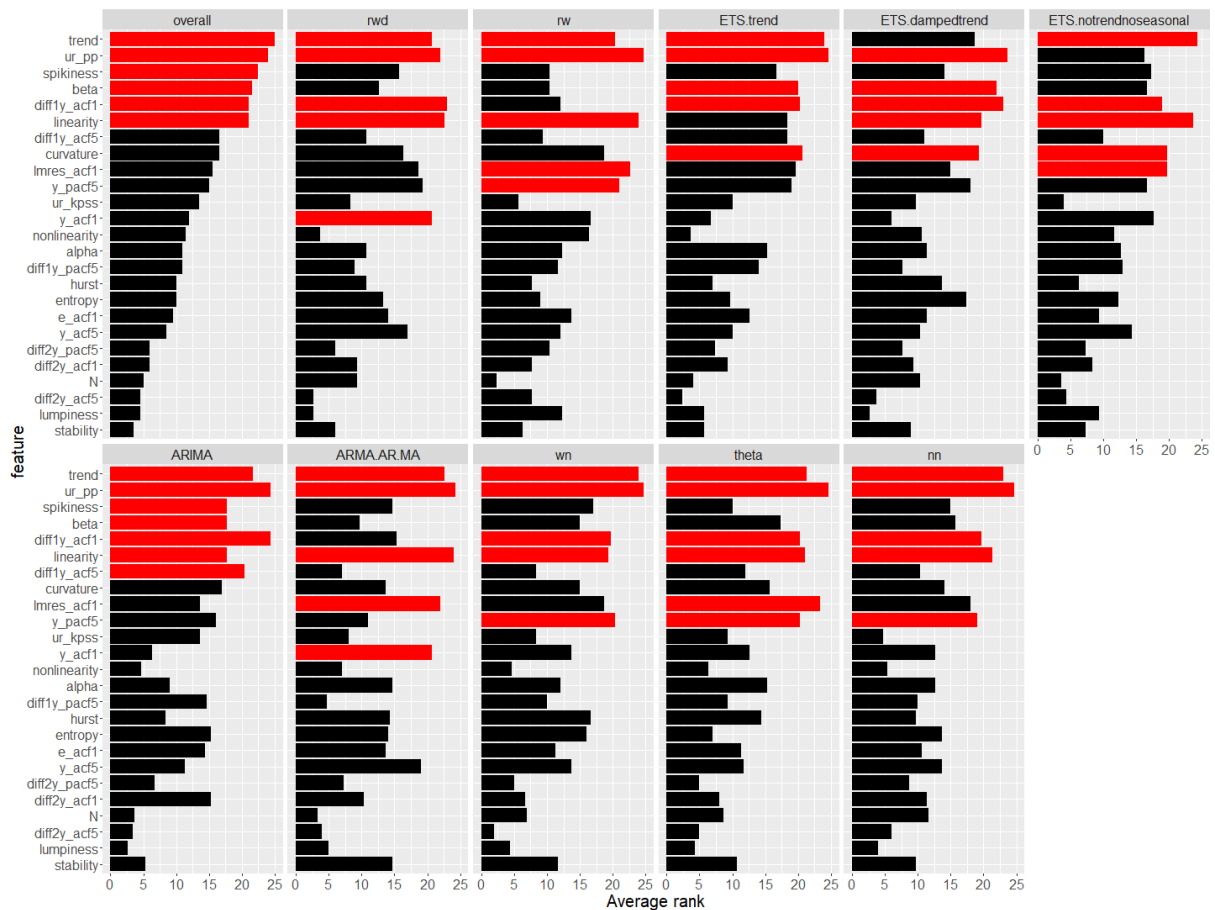 overall rwd rw ETS.trend ETS.dampedtrend ETS.notrendnoseasonal
trend
ur_pp
spikiness
beta
diff1y_acf1
linearity
diff1y_acf5
curvature
lmres_acf1
y_pacf5
ur_kpss
y_acf1
nonlinearity
alpha
diff1y_pacf5
hurst
entropy
e_acf1
y_acf5
diff2y_pacf5
diff2y_acf1
N
diff2y_acf5
lumpiness
stability
0 5 10 15 20 25
feature
ARIMA ARMA.AR.MA wn theta nn
trend
ur_pp
spikiness
beta
diff1y_acf1
linearity
diff1y_acf5
curvature
lmres_acf1
y_pacf5
ur_kpss
y_acf1
nonlinearity
alpha
diff1y_pacf5
hurst
entropy
e_acf1
y_acf5
diff2y_pacf5
diff2y_acf1
N
diff2y_acf5
lumpiness
stability
0 5 10 15 20 25 0 5 10 15 20 25 0 5 10 15 20 25 0 5 10 15 20 25 0 5 10 15 20 25
Average rank